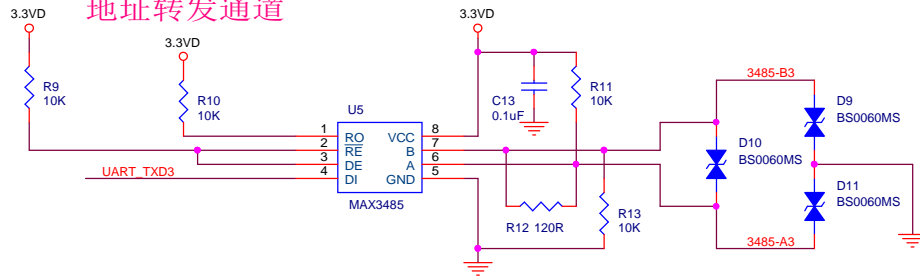 地址转发通道
3.3VD
3.3VD
3.3VD
R9
10K
R10
10K
U5
1
RO
2
RE
3
DE
4
DI
VCC
8
B
7
A
6
GND
5
MAX3485
UART_TXD3
C13
0.1uF
R11
10K
R12 120R
R13
10K
3485-B3
D9
BS0060MS
D10
BS0060MS
D11
BS0060MS
3485-A3